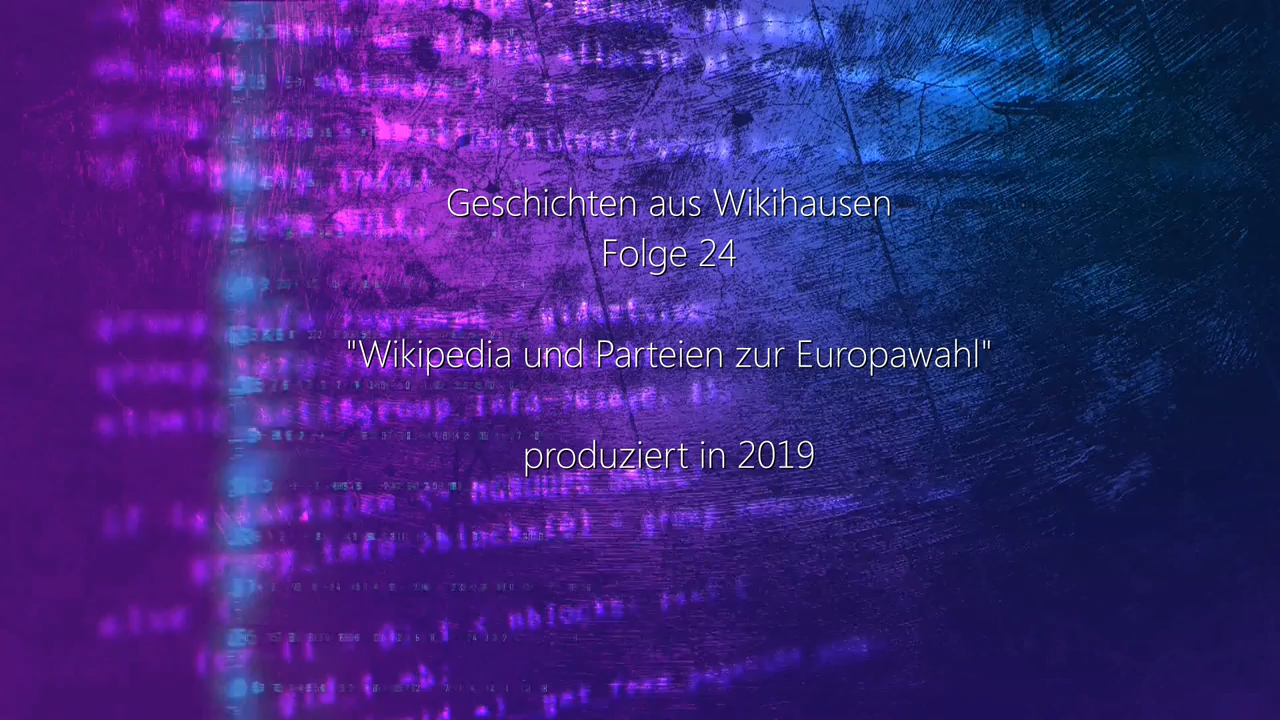 Geschichten aus Wikihausen
Folge 24
"Wikipedia und Parteien zur Europawahl"
produziert in 2019